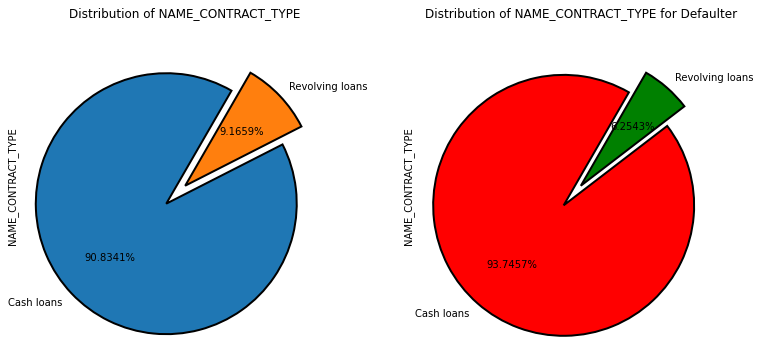 Distribution of NAME_CONTRACT_TYPE
Revolving loans
9.1659%
NAME_CONTRACT_TYPE
90.8341%
Cash loans
Distribution of NAME_CONTRACT_TYPE for Defaulter
Revolving loans
6.2543%
NAME_CONTRACT_TYPE
93.7457%
Cash loans